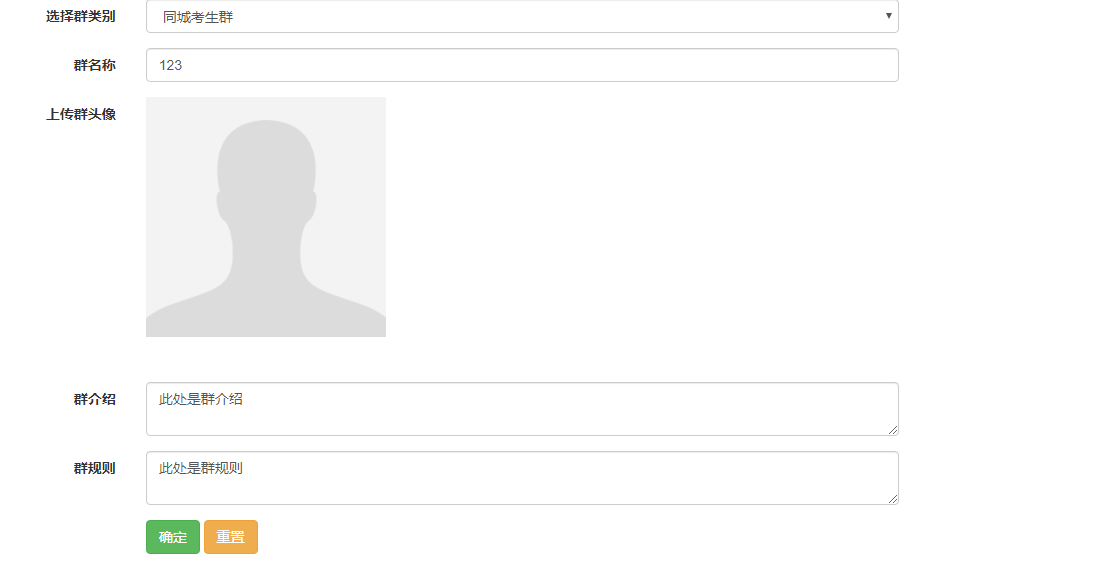 选择群类别 同城考生群
群名称 123
上传群头像
群介绍 此处是群介绍
群规则 此处是群规则
确定 重置